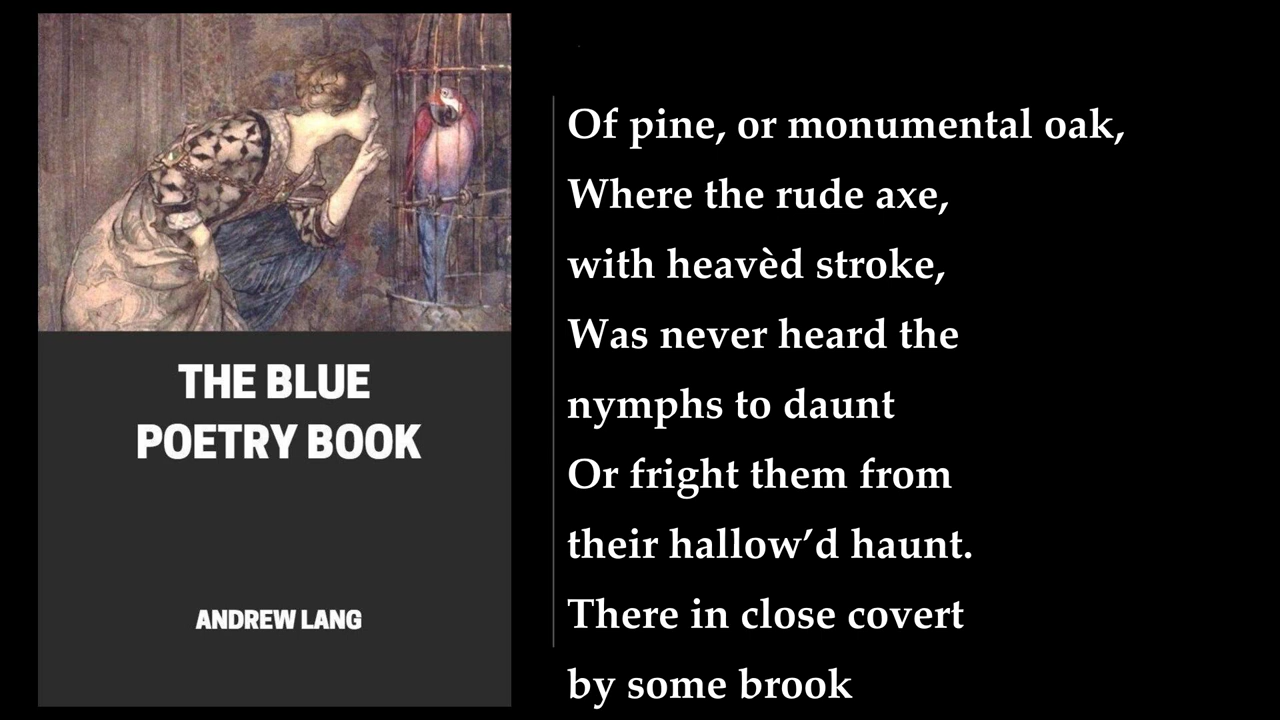 THE BLUE
POETRY BOOK
ANDREW LANG
Of pine, or monumental oak,
Where the rude axe,
with heavèd stroke,
Was never heard the
nymphs to daunt
Or fright them from
their hallow’d haunt.
There in close covert
by some brook